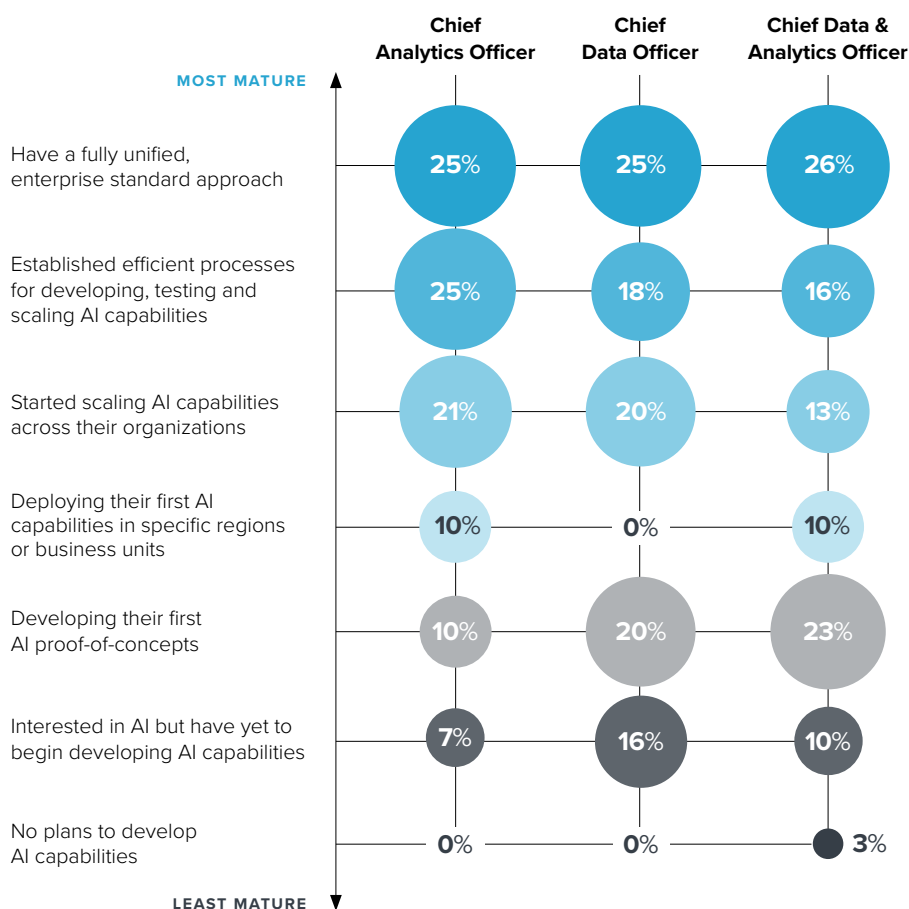 Chief
Analytics Officer
Chief
Data Officer
Chief Data &
Analytics Officer
MOST MATURE
Have a fully unified,
enterprise standard approach
25%
25%
26%
Established efficient processes
for developing, testing and
scaling AI capabilities
25%
18%
16%
Started scaling AI capabilities
across their organizations
21%
20%
13%
Deploying their first AI
capabilities in specific regions
or business units
10%
0%
10%
Developing their first
AI proof-of-concepts
10%
20%
23%
Interested in AI but have yet to
begin developing AI capabilities
7%
16%
10%
No plans to develop
AI capabilities
0%
0%
3%
LEAST MATURE